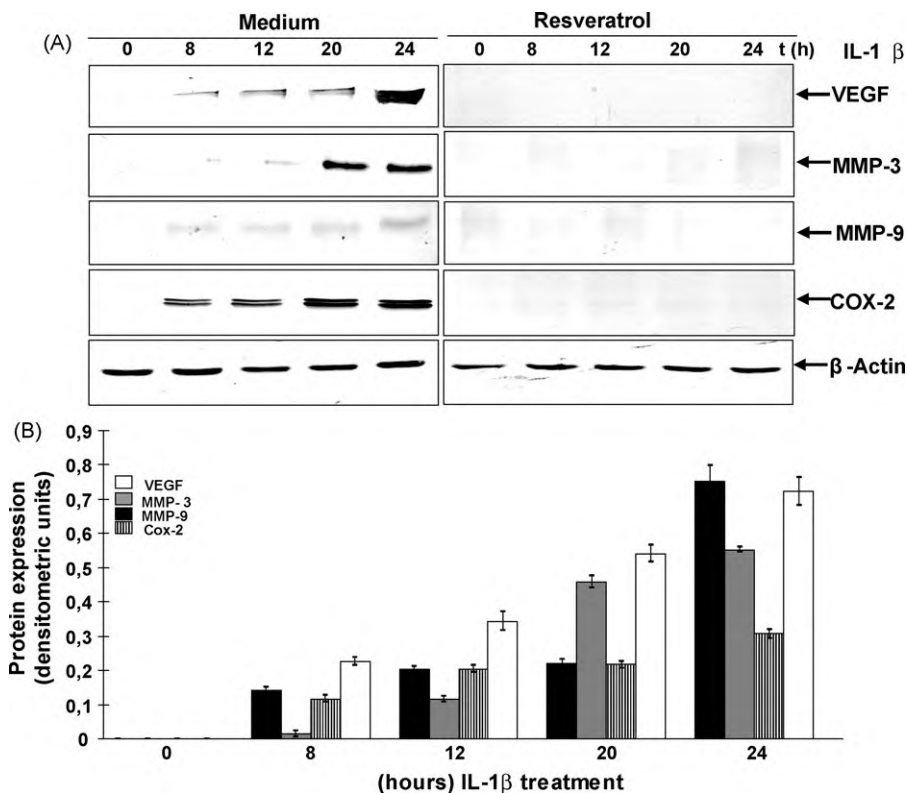 Medium Resveratrol
(A) 0 8 12 20 24 0 8 12 20 24 t (h) IL-1 β
VEGF
MMP-3
MMP-9
COX-2
β-Actin
(B)
0,9
0,8
0,7
0,6
0,5
0,4
0,3
0,2
0,1
0
Protein expression
(densitometric units)
VEGF
MMP-3
MMP-9
Cox-2
0 8 12 20 24
(hours) IL-1β treatment